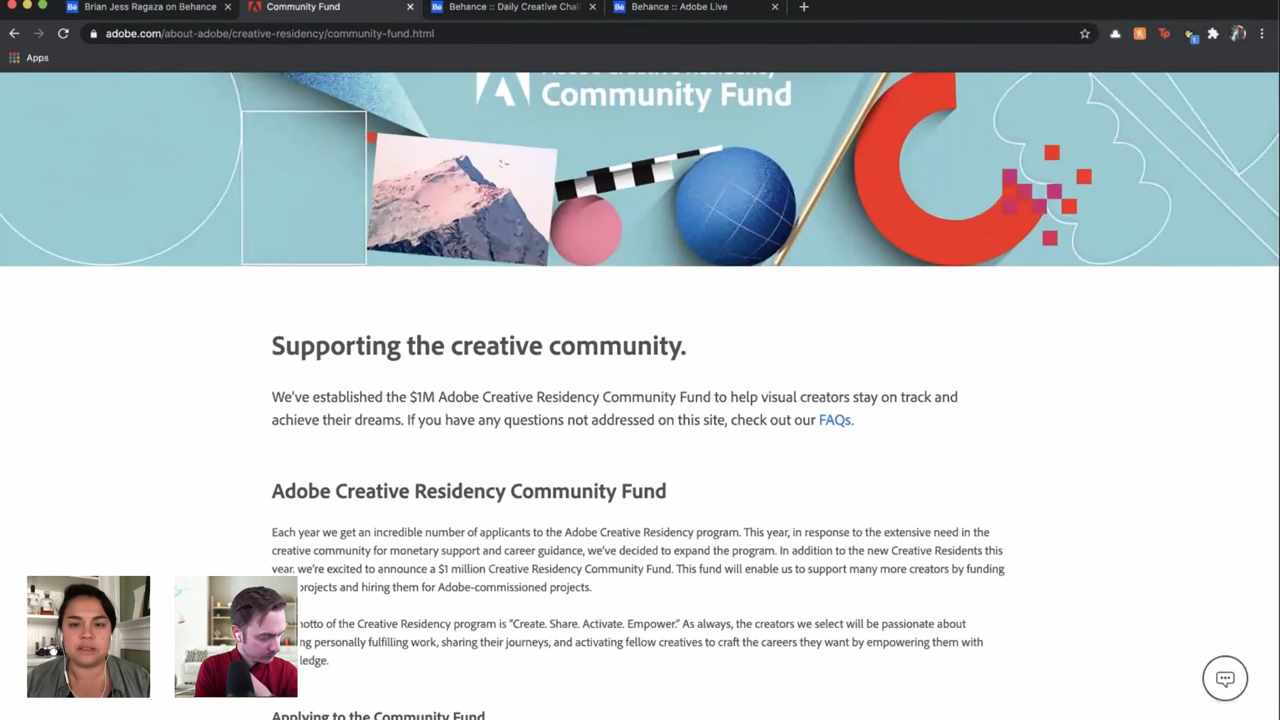 Brian Jess Ragaza on Behance
Community Fund
Behance :: Daily Creative Chal
Behance :: Adobe Live
adobe.com/about-adobe/creative-residency/community-fund.html
Apps
Community Fund
Supporting the creative community.
We've established the $1M Adobe Creative Residency Community Fund to help visual creators stay on track and
achieve their dreams. If you have any questions not addressed on this site, check out our FAQs.
Adobe Creative Residency Community Fund
Each year we get an incredible number of applicants to the Adobe Creative Residency program. This year, in response to the extensive need in the
creative community for monetary support and career guidance, we've decided to expand the program. In addition to the new Creative Residents this
year, we're excited to announce a $1 million Creative Residency Community Fund. This fund will enable us to support many more creators by funding
rojects and hiring them for Adobe-commissioned projects.
otto of the Creative Residency program is "Create. Share. Activate. Empower." As always, the creators we select will be passionate about
ng personally fulfilling work, sharing their journeys, and activating fellow creatives to craft the careers they want by empowering them with
ledge.
Applying to the Community Fund